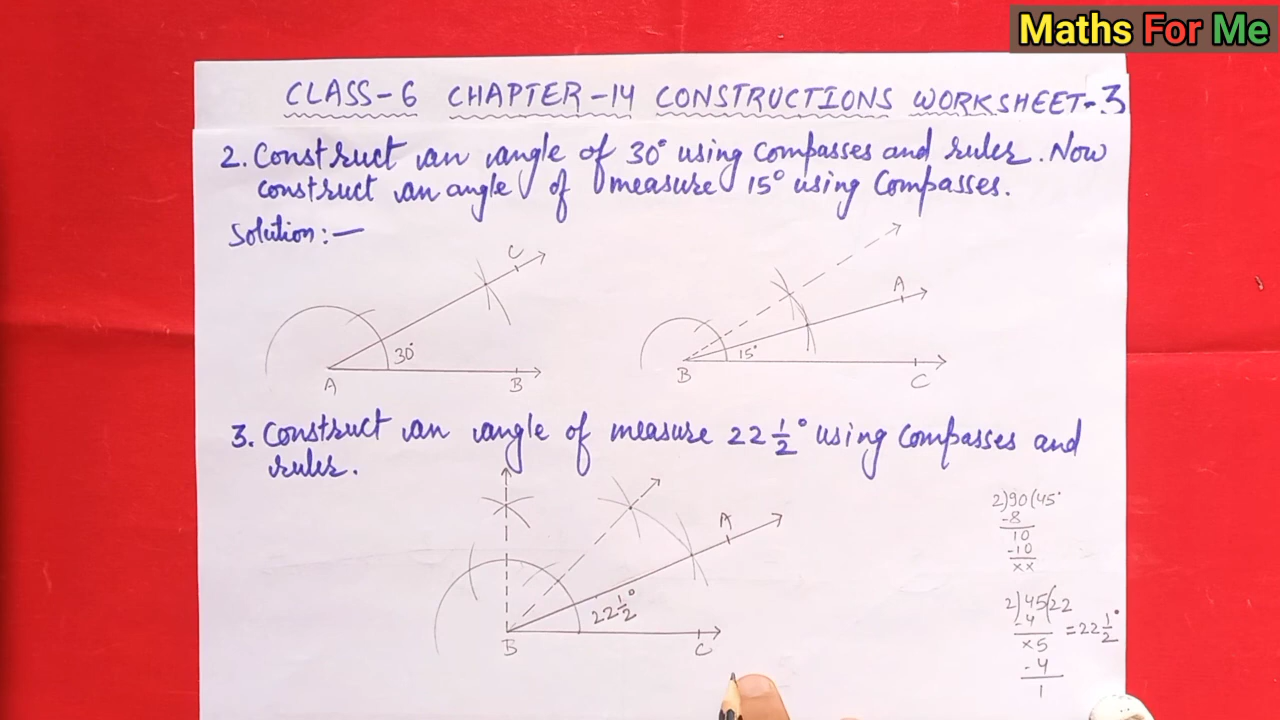 Maths For Me
CLASS-6 CHAPTER-14 CONSTRUCTIONS WORKSHEET-3
2. Construct an angle of 30° using Compasses and ruler. Now
construct an angle of measure 15° using Compasses.
Solution:—
C
30°
A
B
A
15°
B
C
3. Construct an angle of measure 22 1/2° using Compasses and
ruler.
A
22 1/2°
B
C
2)90(45°
-8
10
-10
xx
2)45(22
-4
x5
=22 1/2°
-4
1